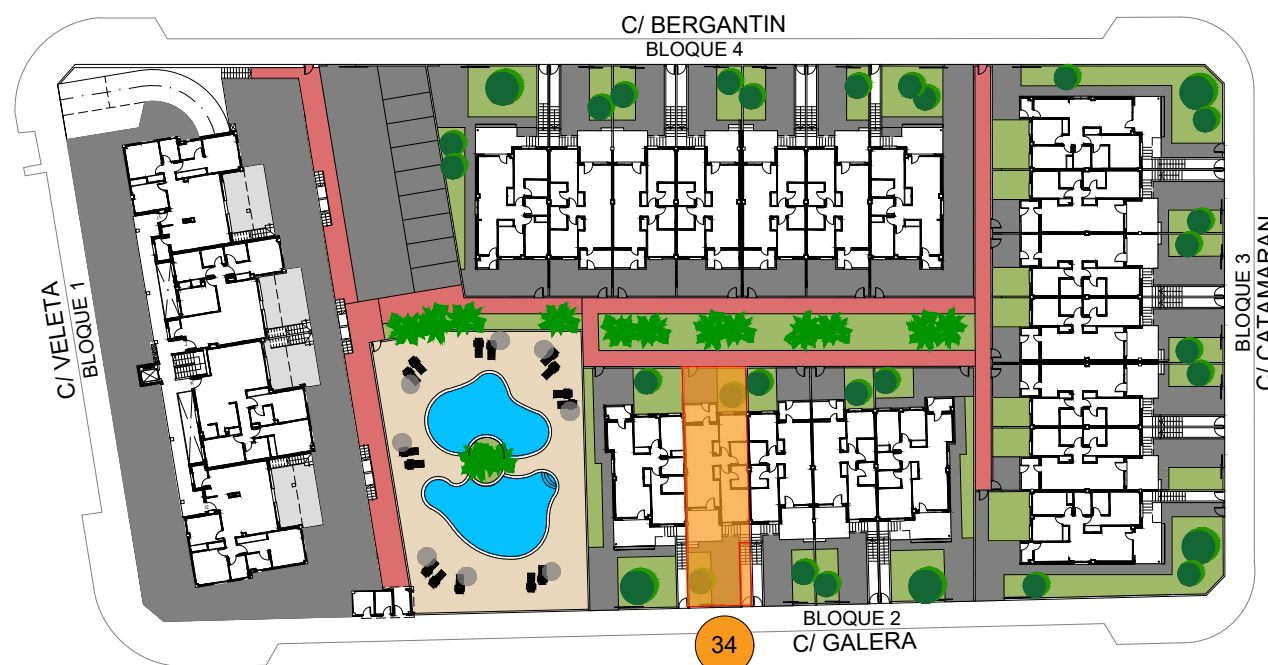 C/ BERGANTIN
BLOQUE 4
C/ VELETA
BLOQUE 1
BLOQUE 3
C/ CATAMARAN
BLOQUE 2
C/ GALERA
34